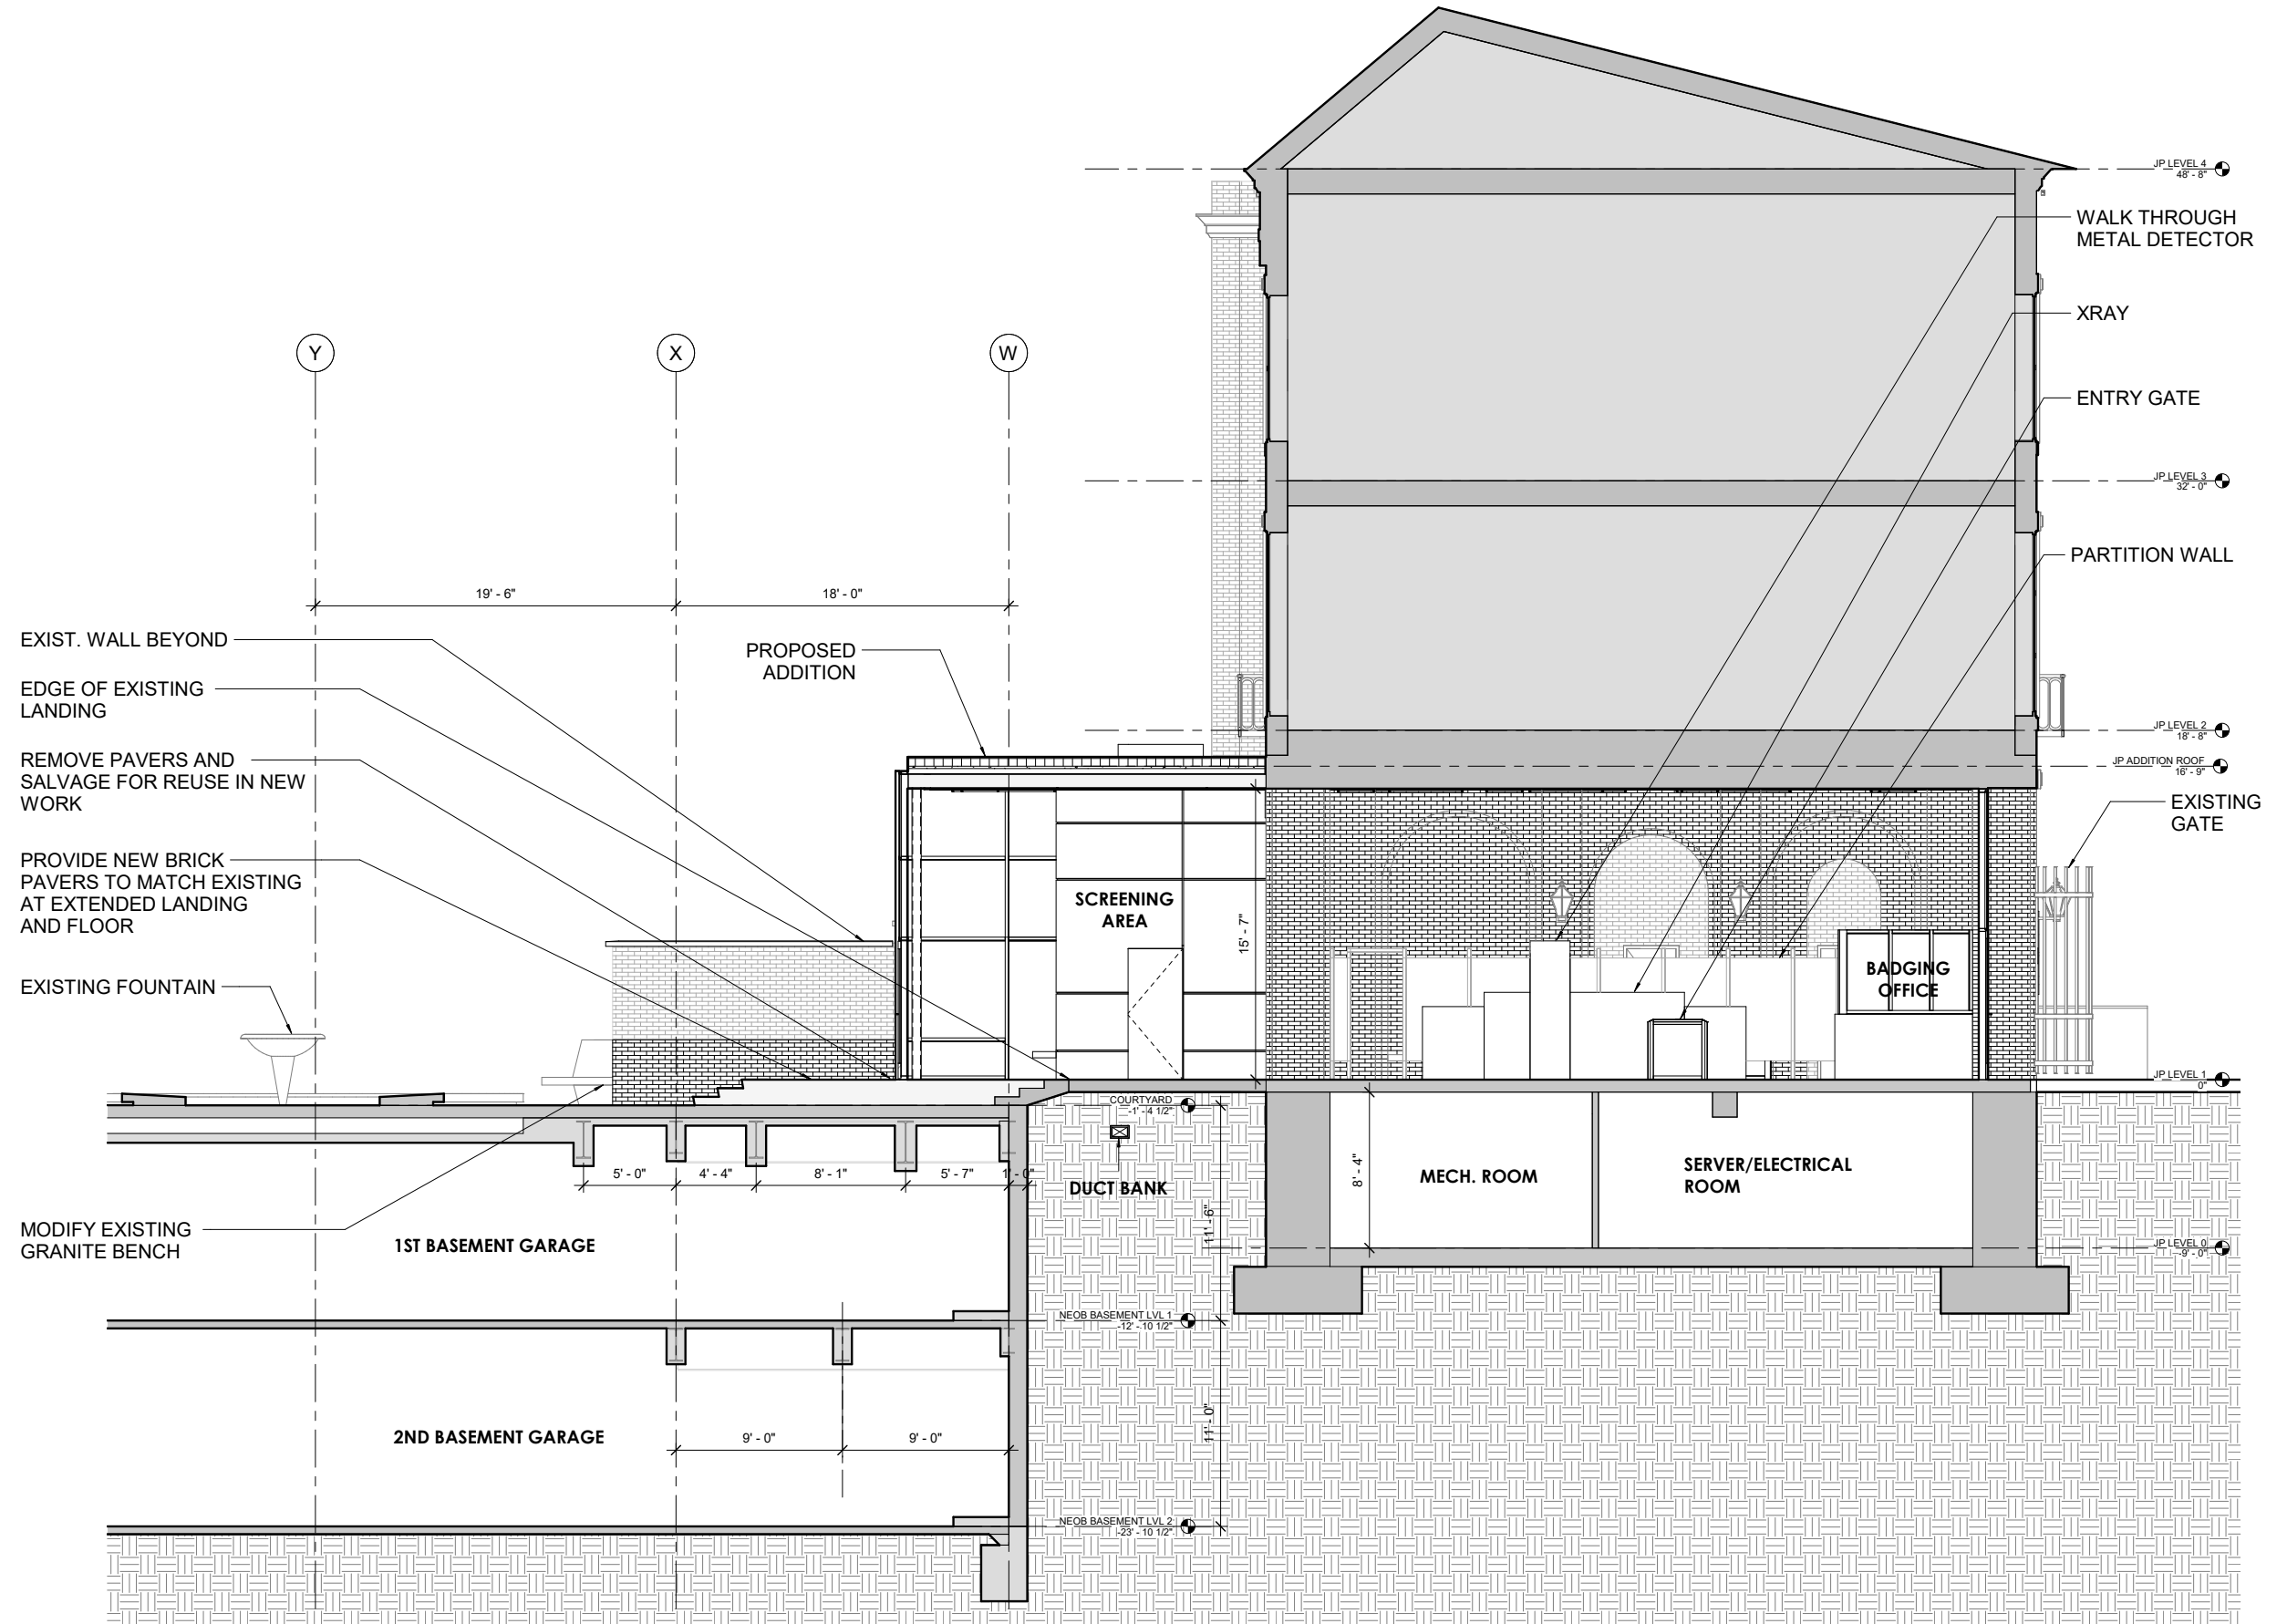 JP LEVEL 4
48' - 8"
WALK THROUGH
METAL DETECTOR
XRAY
Y
X
W
ENTRY GATE
JP LEVEL 3
32' - 0"
PARTITION WALL
19' - 6"
18' - 0"
EXIST. WALL BEYOND
PROPOSED
ADDITION
EDGE OF EXISTING
LANDING
JP LEVEL 2
18' - 8"
REMOVE PAVERS AND
SALVAGE FOR REUSE IN NEW
WORK
JP ADDITION ROOF
16' - 9"
EXISTING
GATE
PROVIDE NEW BRICK
PAVERS TO MATCH EXISTING
AT EXTENDED LANDING
AND FLOOR
SCREENING
AREA
15' - 7"
BADGING
OFFICE
EXISTING FOUNTAIN
JP LEVEL 1
0"
COURTYARD
-1' - 4 1/2"
5' - 0"
4' - 4"
8' - 1"
5' - 7"
1' - 0"
DUCT BANK
8' - 4"
MECH. ROOM
SERVER/ELECTRICAL
ROOM
11' - 6"
MODIFY EXISTING
GRANITE BENCH
1ST BASEMENT GARAGE
JP LEVEL 0
-9' - 0"
NEOB BASEMENT LVL 1
-12' - 10 1/2"
11' - 0"
2ND BASEMENT GARAGE
9' - 0"
9' - 0"
NEOB BASEMENT LVL 2
-23' - 10 1/2"